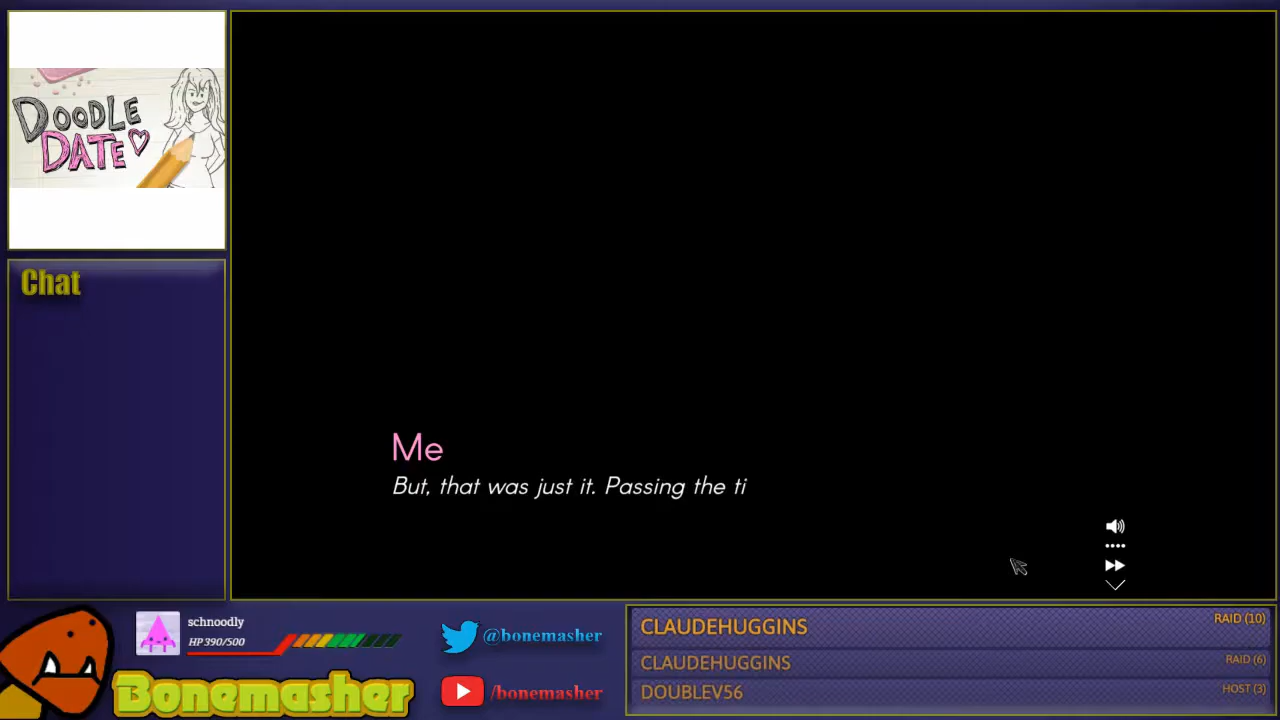 DOODLE
DATE
Chat
Me
But, that was just it. Passing the ti
schnoodly
HP 390/500
Bonemasher
@bonemasher
/bonemasher
CLAUDEHUGGINS RAID (10)
CLAUDEHUGGINS RAID (6)
DOUBLEV56 HOST (3)